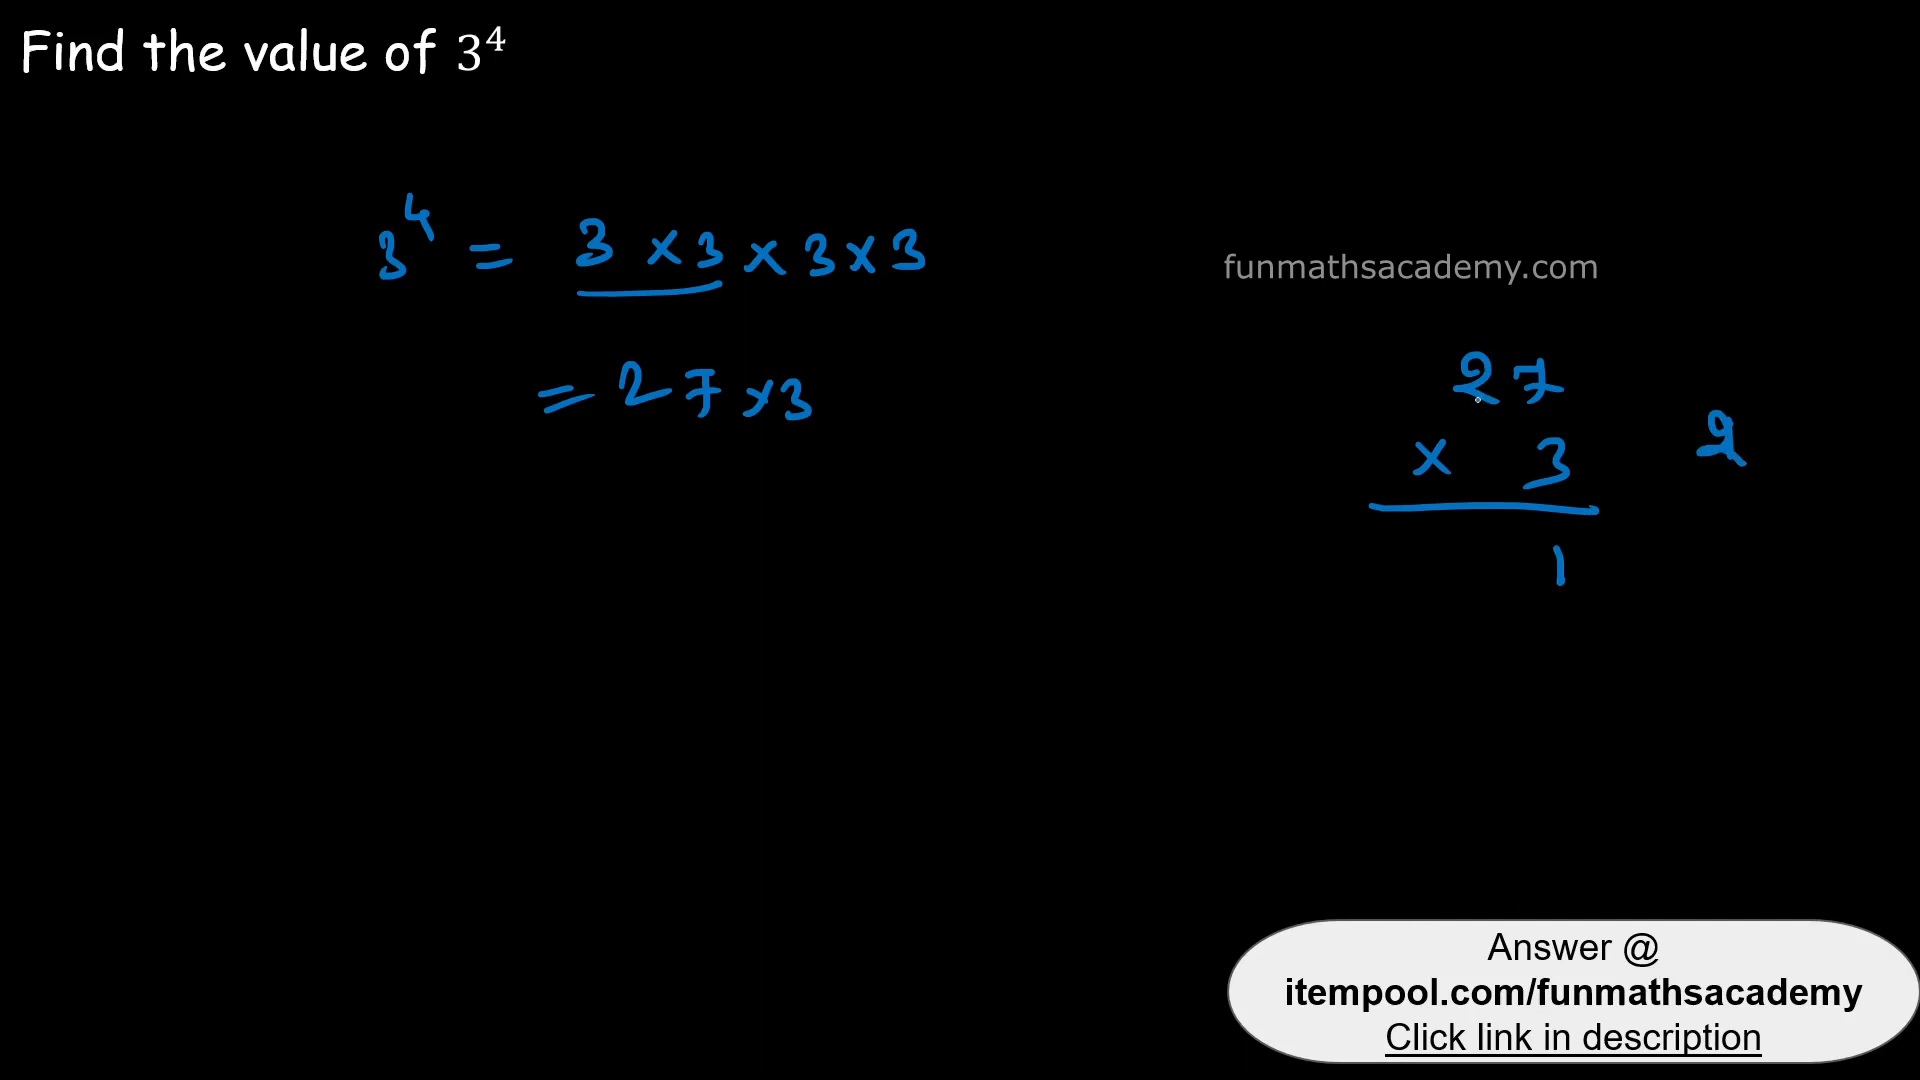 Find the value of 3⁴
3⁴ = 3 × 3 × 3 × 3
= 27 × 3
funmathsacademy.com
27
× 3
2
1
Answer @
itempool.com/funmathsacademy
Click link in description